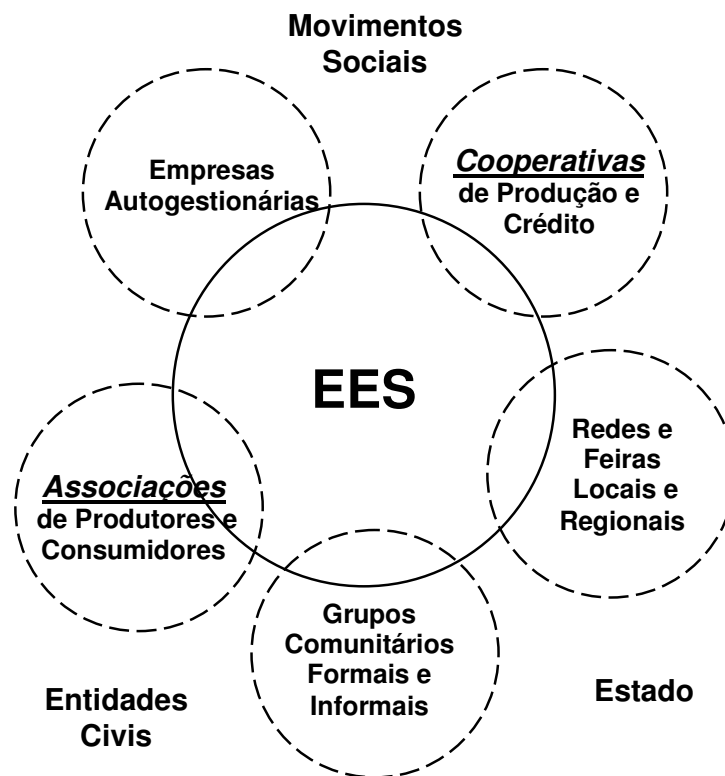 Movimentos
Sociais
Empresas
Autogestionárias
Cooperativas
de Produção e
Crédito
EES
Redes e
Feiras
Locais e
Regionais
Associações
de Produtores e
Consumidores
Grupos
Comunitários
Formais e
Informais
Entidades
Civis
Estado